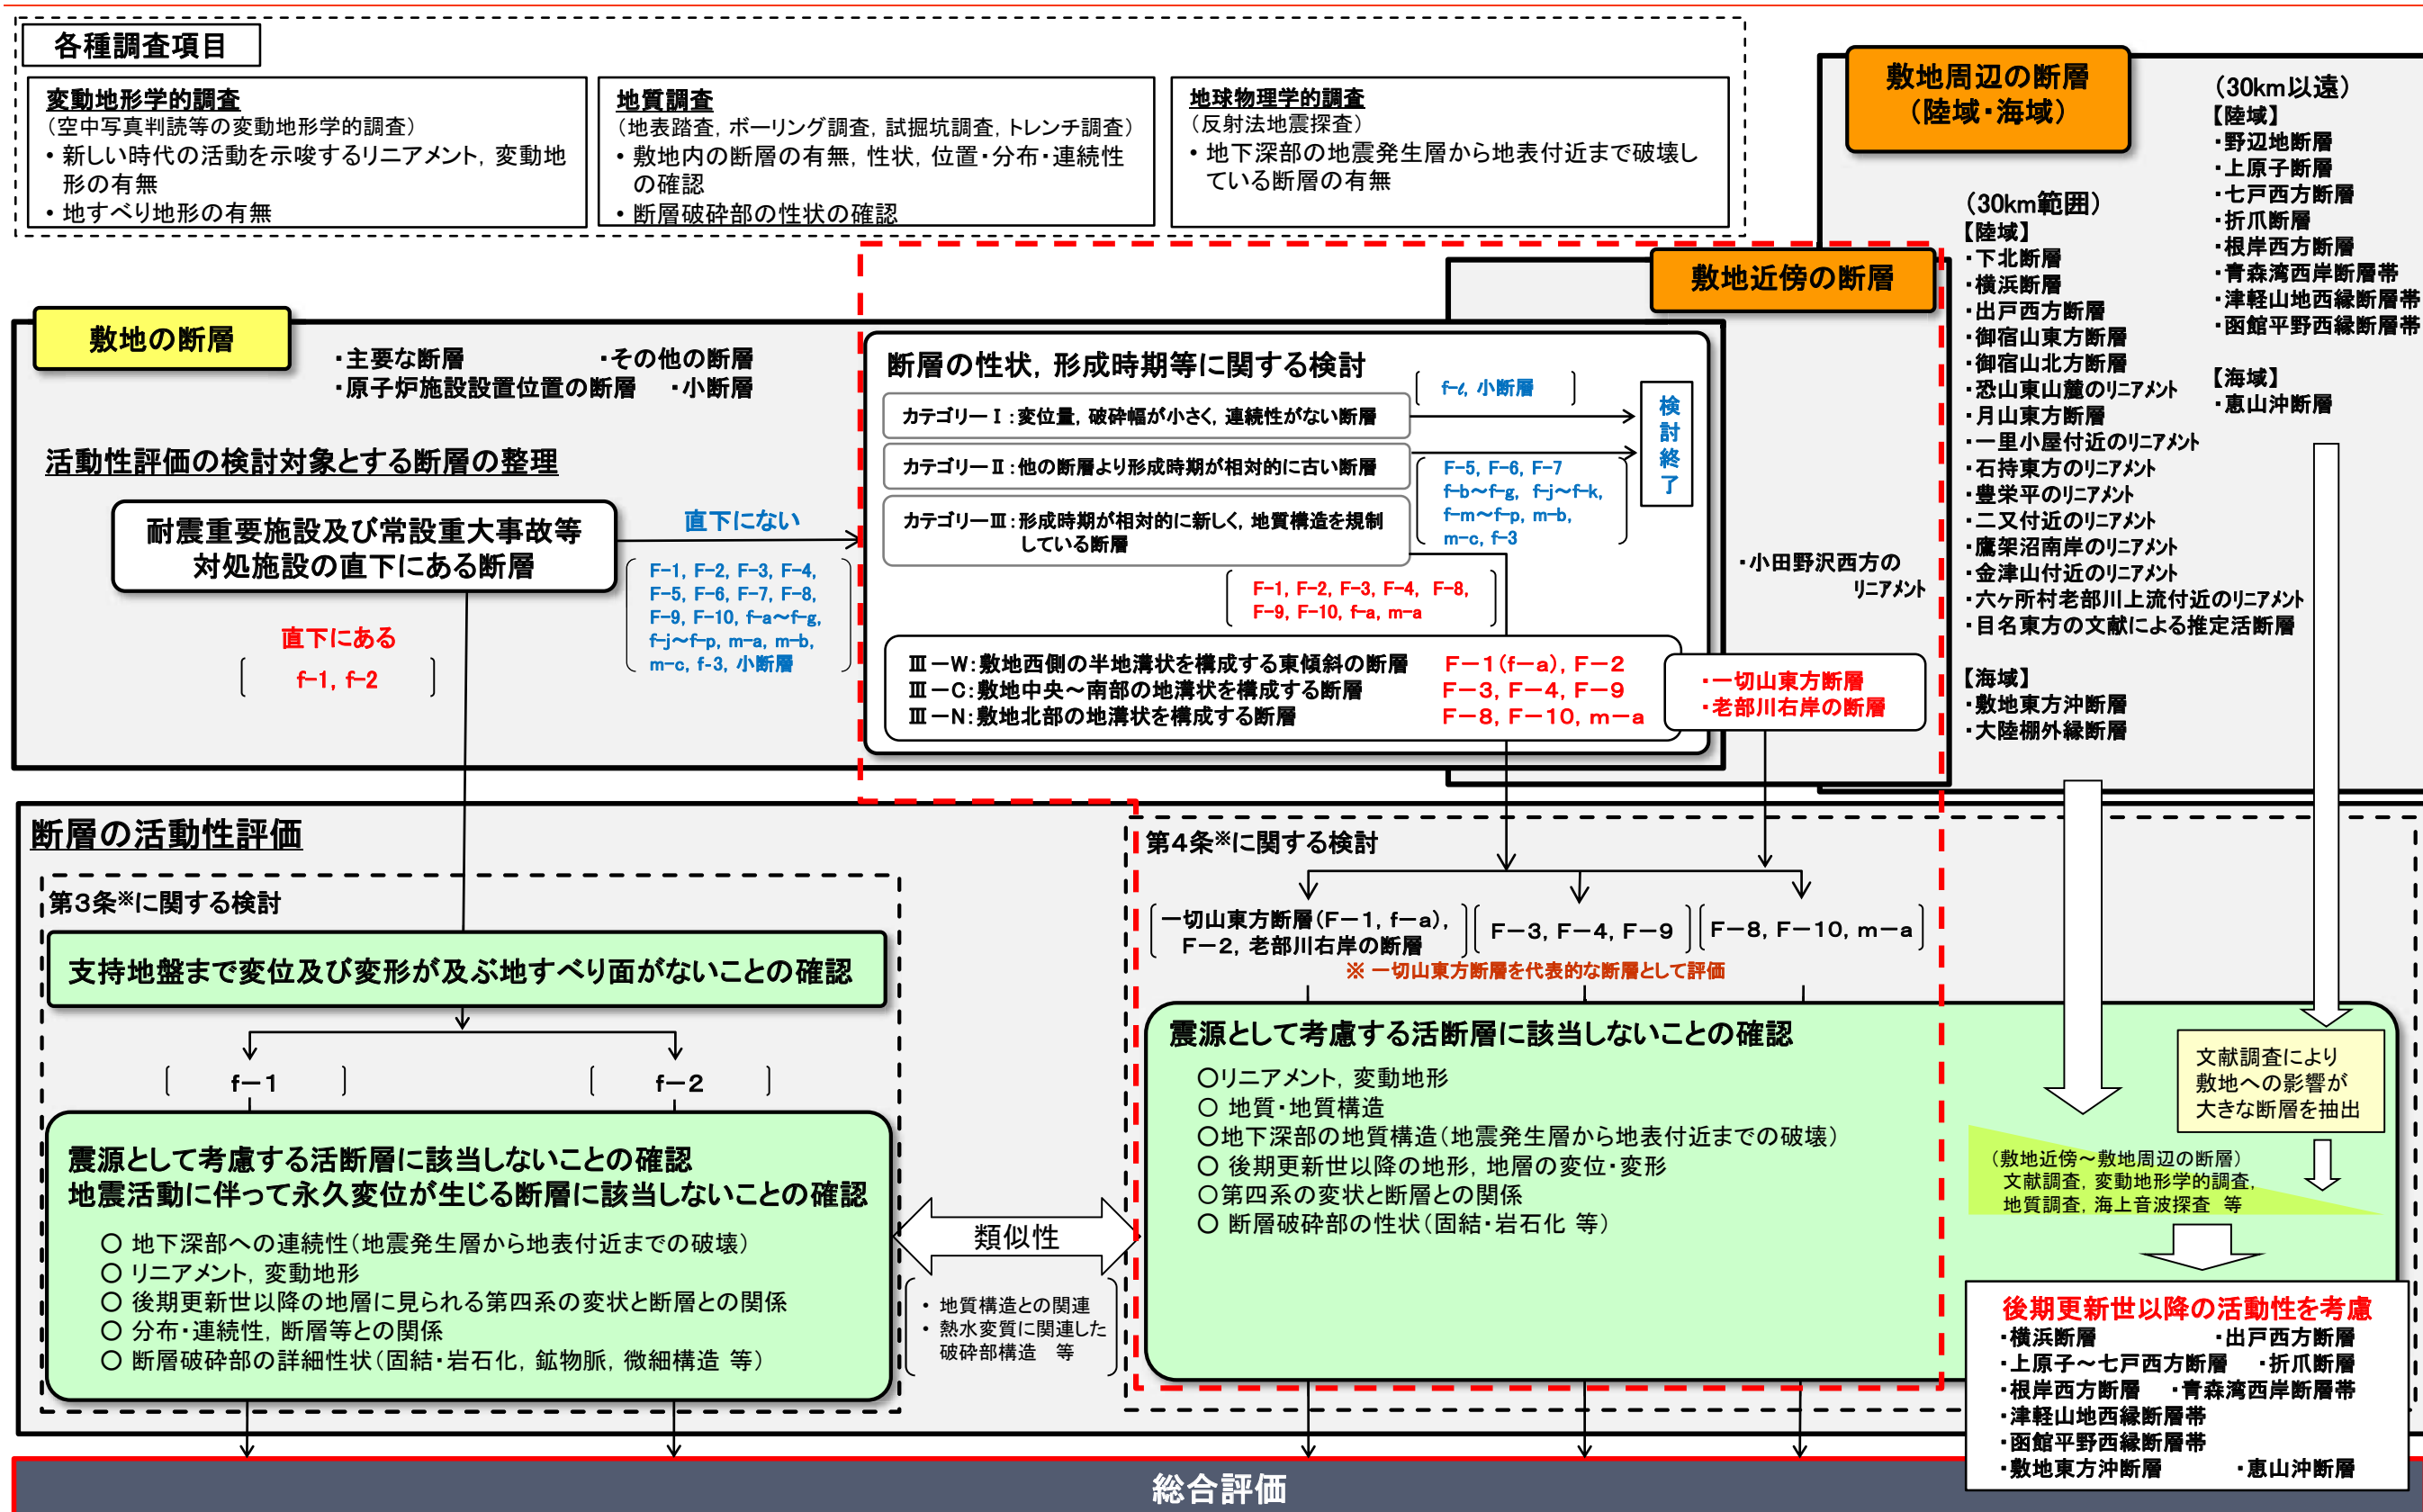 各種調査項目
変動地形学的調査
（空中写真判読等の変動地形学的調査）
・新しい時代の活動を示唆するリニアメント，変動地
形の有無
・地すべり地形の有無
地質調査
（地表踏査，ボーリング調査，試掘坑調査，トレンチ調査）
・敷地内の断層の有無，性状，位置・分布・連続性
の確認
・断層破砕部の性状の確認
地球物理学的調査
（反射法地震探査）
・地下深部の地震発生層から地表付近まで破壊し
ている断層の有無
敷地周辺の断層
（陸域・海域）
（30km以遠）
【陸域】
・野辺地断層
・上原子断層
・七戸西方断層
・折爪断層
・根岸西方断層
・青森湾西岸断層帯
・津軽山地西縁断層帯
・函館平野西縁断層帯
【海域】
・恵山沖断層
（30km範囲）
【陸域】
・下北断層
・横浜断層
・出戸西方断層
・御宿山東方断層
・御宿山北方断層
・恐山東山麓のリニアメント
・月山東方断層
・一里小屋付近のリニアメント
・石持東方のリニアメント
・豊栄平のリニアメント
・二又付近のリニアメント
・鷹架沼南岸のリニアメント
・金津山付近のリニアメント
・六ヶ所村老部川上流付近のリニアメント
・目名東方の文献による推定活断層
【海域】
・敷地東方沖断層
・大陸棚外縁断層
敷地近傍の断層
・小田野沢西方の
リニアメント
・一切山東方断層
・老部川右岸の断層
敷地の断層
・主要な断層　・その他の断層
・原子炉施設設置位置の断層　・小断層
活動性評価の検討対象とする断層の整理
耐震重要施設及び常設重大事故等
対処施設の直下にある断層
直下にない
F-1, F-2, F-3, F-4,
F-5, F-6, F-7, F-8,
F-9, F-10, f-a～f-g,
f-j～f-p, m-a, m-b,
m-c, f-3, 小断層
直下にある
f-1, f-2
断層の性状，形成時期等に関する検討
カテゴリーⅠ：変位量，破砕幅が小さく，連続性がない断層
f-ℓ, 小断層
カテゴリーⅡ：他の断層より形成時期が相対的に古い断層
検討終了
F-5, F-6, F-7
f-b～f-g, f-j～f-k,
f-m～f-p, m-b,
m-c, f-3
カテゴリーⅢ：形成時期が相対的に新しく，地質構造を規制
している断層
F-1, F-2, F-3, F-4, F-8,
F-9, F-10, f-a, m-a
Ⅲ－W：敷地西側の半地溝状を構成する東傾斜の断層　F－1（f－a），F－2
Ⅲ－C：敷地中央～南部の地溝状を構成する断層　F－3，F－4，F－9
Ⅲ－N：敷地北部の地溝状を構成する断層　F－8，F－10，m－a
断層の活動性評価
第３条※に関する検討
支持地盤まで変位及び変形が及ぶ地すべり面がないことの確認
f－1
f－2
震源として考慮する活断層に該当しないことの確認
地震活動に伴って永久変位が生じる断層に該当しないことの確認
○ 地下深部への連続性（地震発生層から地表付近までの破壊）
○ リニアメント，変動地形
○ 後期更新世以降の地層に見られる第四系の変状と断層との関係
○ 分布・連続性，断層等との関係
○ 断層破砕部の詳細性状（固結・岩石化，鉱物脈，微細構造 等）
類似性
・地質構造との関連
・熱水変質に関連した
破砕部構造　等
第４条※に関する検討
一切山東方断層（F－1，f－a），
F－2，老部川右岸の断層
F－3，F－4，F－9
F－8，F－10，m－a
※ 一切山東方断層を代表的な断層として評価
震源として考慮する活断層に該当しないことの確認
○リニアメント，変動地形
○ 地質・地質構造
○地下深部の地質構造（地震発生層から地表付近までの破壊）
○ 後期更新世以降の地形，地層の変位・変形
○第四系の変状と断層との関係
○ 断層破砕部の性状（固結・岩石化 等）
文献調査により
敷地への影響が
大きな断層を抽出
（敷地近傍～敷地周辺の断層）
文献調査，変動地形学的調査，
地質調査，海上音波探査　等
後期更新世以降の活動性を考慮
・横浜断層　・出戸西方断層
・上原子～七戸西方断層　・折爪断層
・根岸西方断層　・青森湾西岸断層帯
・津軽山地西縁断層帯
・函館平野西縁断層帯
・敷地東方沖断層　・恵山沖断層
総合評価